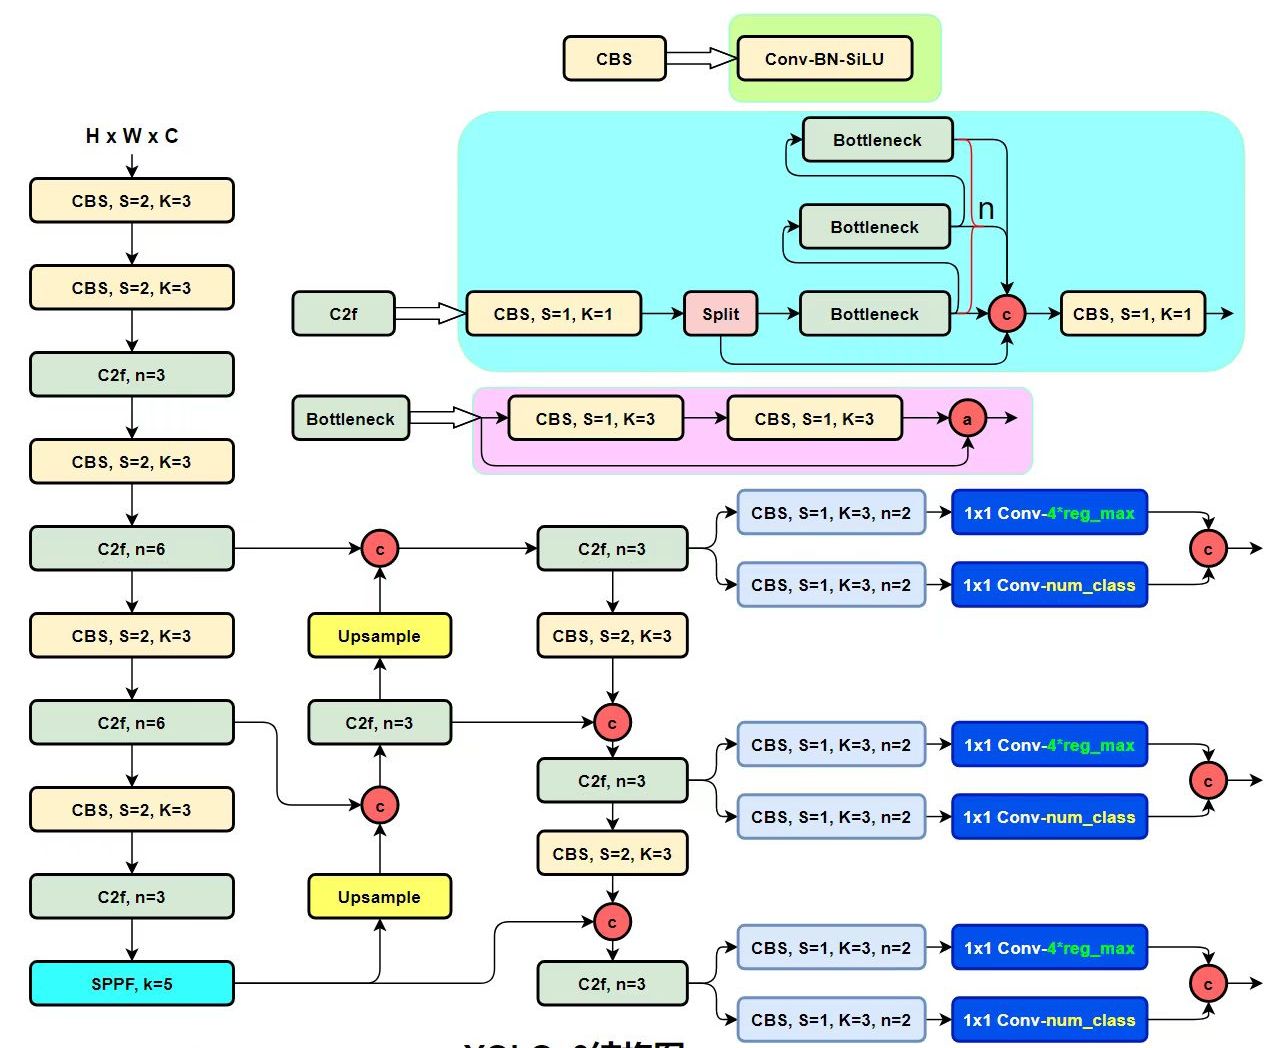 CBS
Conv-BN-SiLU
H x W x C
CBS, S=2, K=3
CBS, S=2, K=3
C2f, n=3
CBS, S=2, K=3
C2f, n=6
CBS, S=2, K=3
C2f, n=6
CBS, S=2, K=3
C2f, n=3
SPPF, k=5
C2f
CBS, S=1, K=1
Split
Bottleneck
Bottleneck
Bottleneck
n
c
CBS, S=1, K=1
Bottleneck
CBS, S=1, K=3
CBS, S=1, K=3
a
c
Upsample
C2f, n=3
c
Upsample
C2f, n=3
CBS, S=2, K=3
c
C2f, n=3
CBS, S=2, K=3
c
C2f, n=3
CBS, S=1, K=3, n=2
1x1 Conv-4*reg_max
CBS, S=1, K=3, n=2
1x1 Conv-num_class
c
CBS, S=1, K=3, n=2
1x1 Conv-4*reg_max
CBS, S=1, K=3, n=2
1x1 Conv-num_class
c
CBS, S=1, K=3, n=2
1x1 Conv-4*reg_max
CBS, S=1, K=3, n=2
1x1 Conv-num_class
c